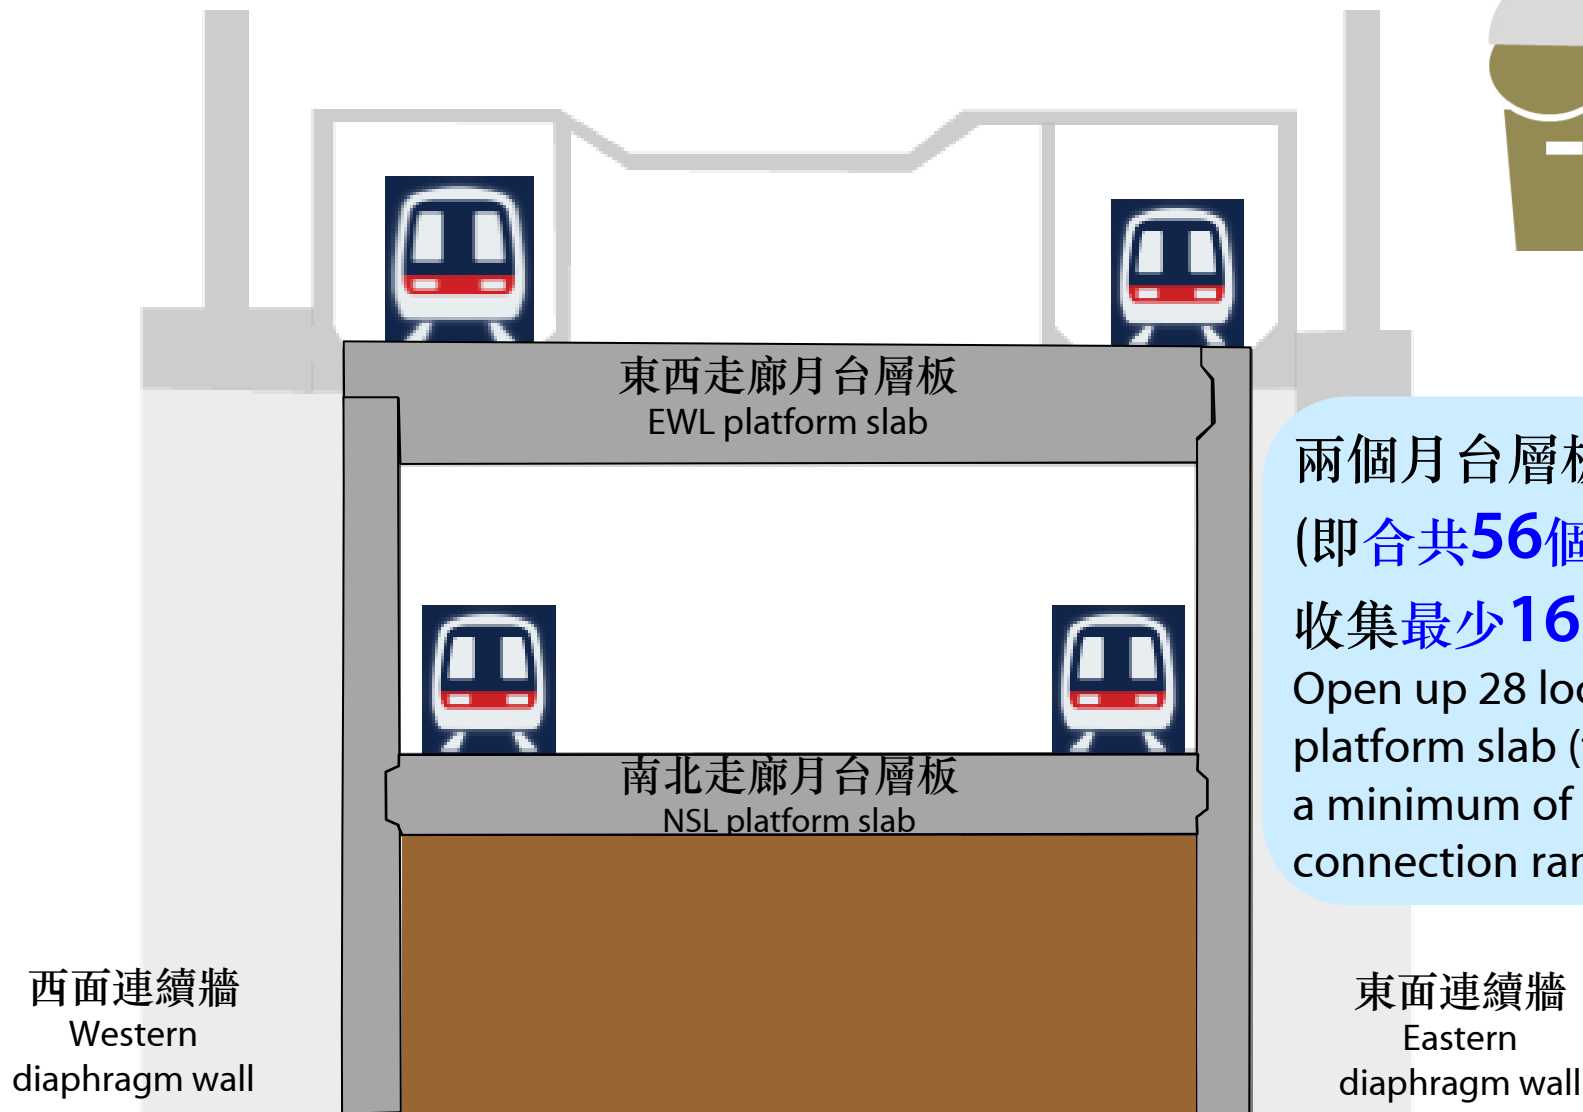 東西走廊月台層板
EWL platform slab
兩個月台層板
(即合共56個
收集最少16
Open up 28
platform slab
a minimum of
connection
南北走廊月台層板
NSL platform slab
西面連續牆
Western
diaphragm wall
東面連續牆
Eastern
diaphragm wall